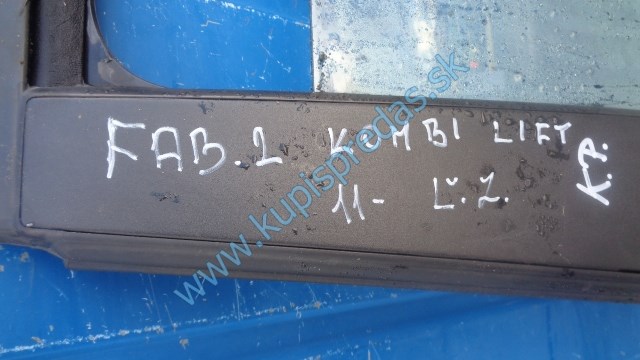 FAB.2 KOMBI LIFT
11- Ľ.Z.
K.P.
www.kupispredas.sk